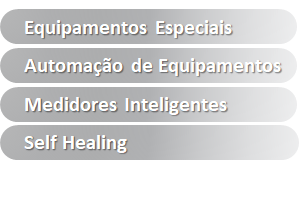 Equipamentos Especiais
Automação de Equipamentos
Medidores Inteligentes
Self Healing